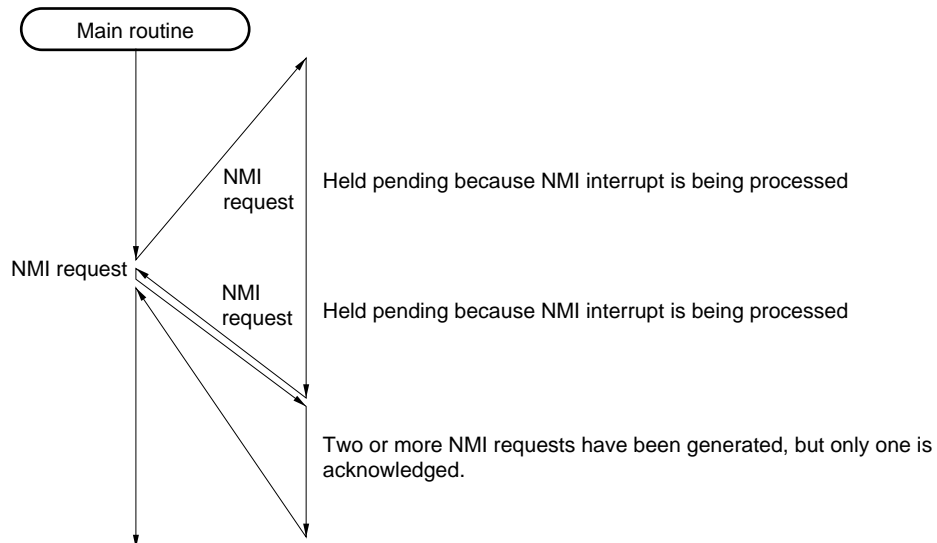 Main routine
NMI
request
Held pending because NMI interrupt is being processed
NMI request
NMI
request
Held pending because NMI interrupt is being processed
Two or more NMI requests have been generated, but only one is
acknowledged.